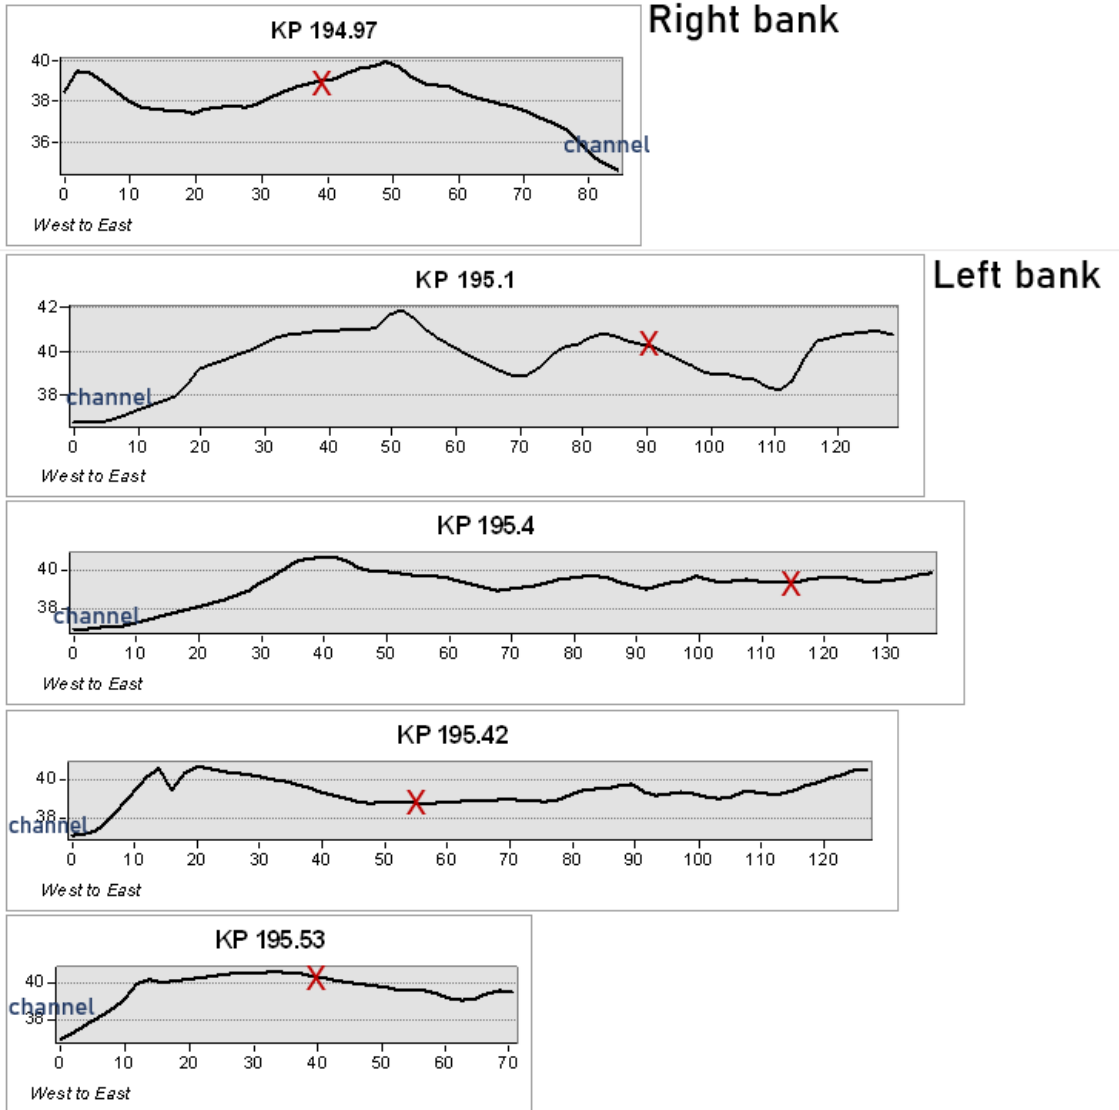 Right bank
KP 194.97
40
38
36
channel
0 10 20 30 40 50 60 70 80
West to East
Left bank
KP 195.1
42
40
38
channel
0 10 20 30 40 50 60 70 80 90 100 110 120
West to East
KP 195.4
40
38
channel
0 10 20 30 40 50 60 70 80 90 100 110 120 130
West to East
KP 195.42
40
38
channel
0 10 20 30 40 50 60 70 80 90 100 110 120
West to East
KP 195.53
40
channel
38
0 10 20 30 40 50 60 70
West to East